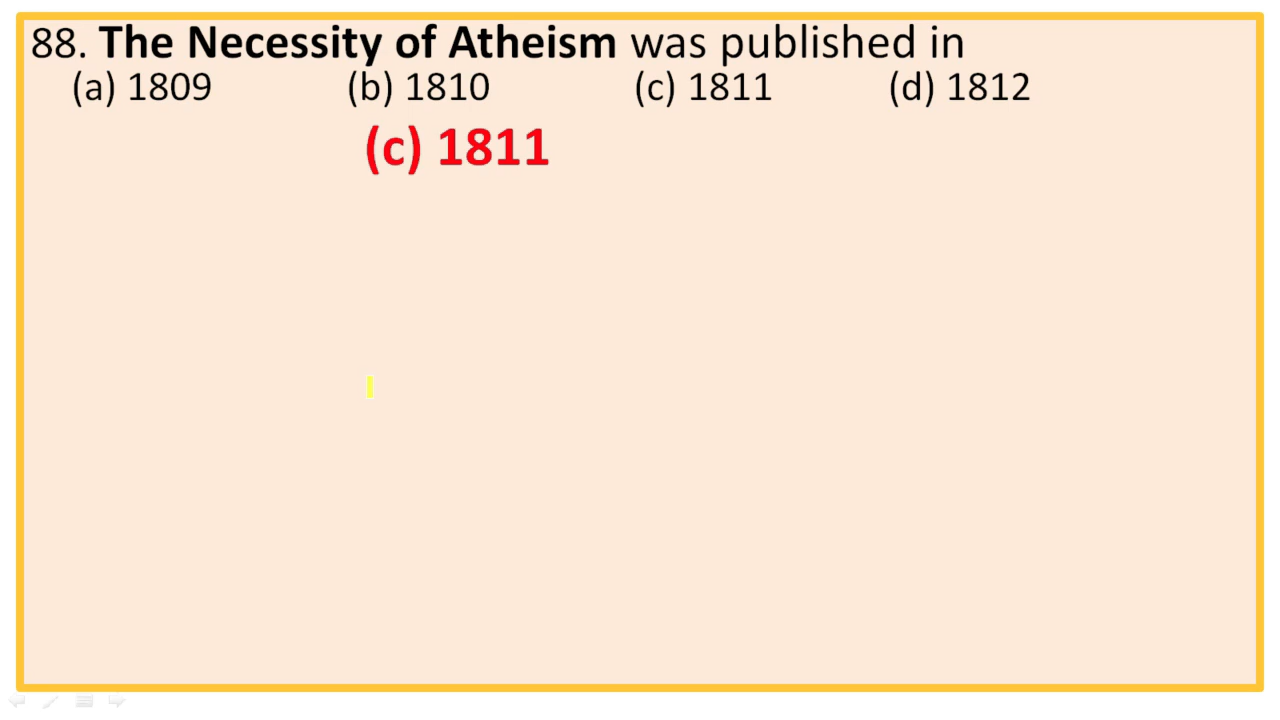 88. The Necessity of Atheism was published in
(a) 1809 (b) 1810 (c) 1811 (d) 1812
(c) 1811